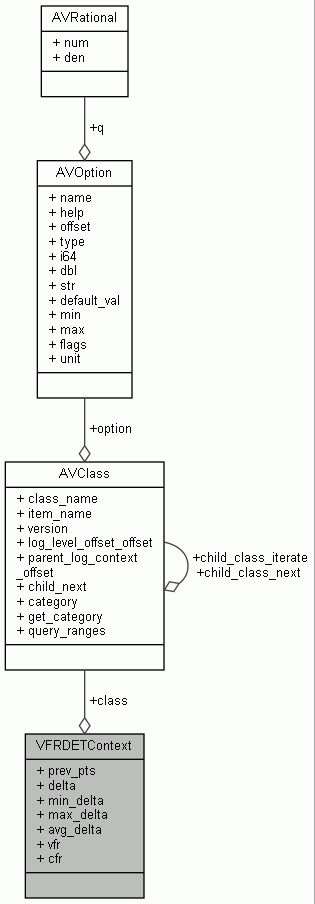 AVRational
+ num
+ den
+q
AVOption
+ name
+ help
+ offset
+ type
+ i64
+ dbl
+ str
+ default_val
+ min
+ max
+ flags
+ unit
+option
AVClass
+ class_name
+ item_name
+ version
+ log_level_offset_offset
+ parent_log_context
_offset
+ child_next
+ category
+ get_category
+ query_ranges
+child_class_iterate
+child_class_next
+class
VFRDETContext
+ prev_pts
+ delta
+ min_delta
+ max_delta
+ avg_delta
+ vfr
+ cfr